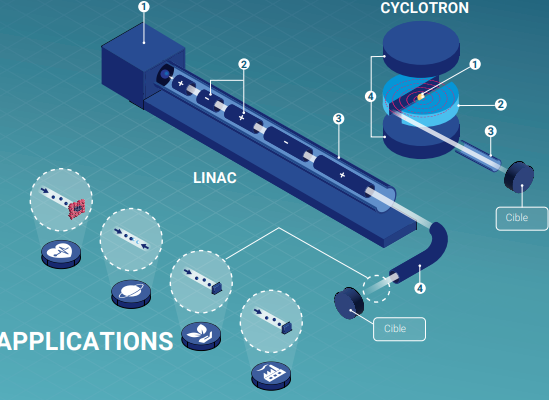 CYCLOTRON
1
2
1
4
2
3
3
+
−
+
−
+
LINAC
Cible
4
Cible
APPLICATIONS